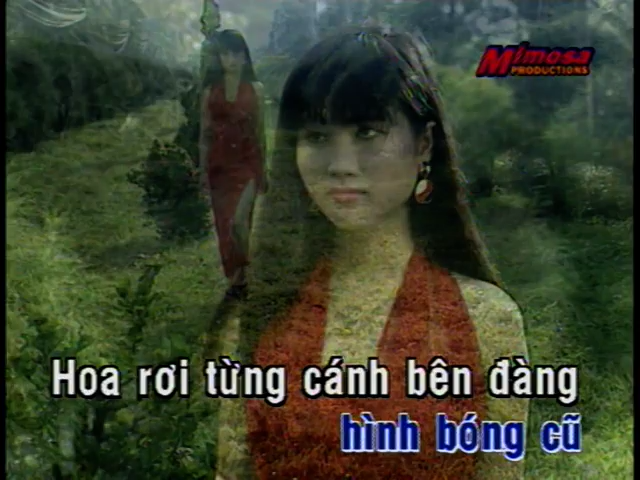 Mimosa
PRODUCTIONS
Hoa rơi từng cánh bên đàng
hình bóng cũ